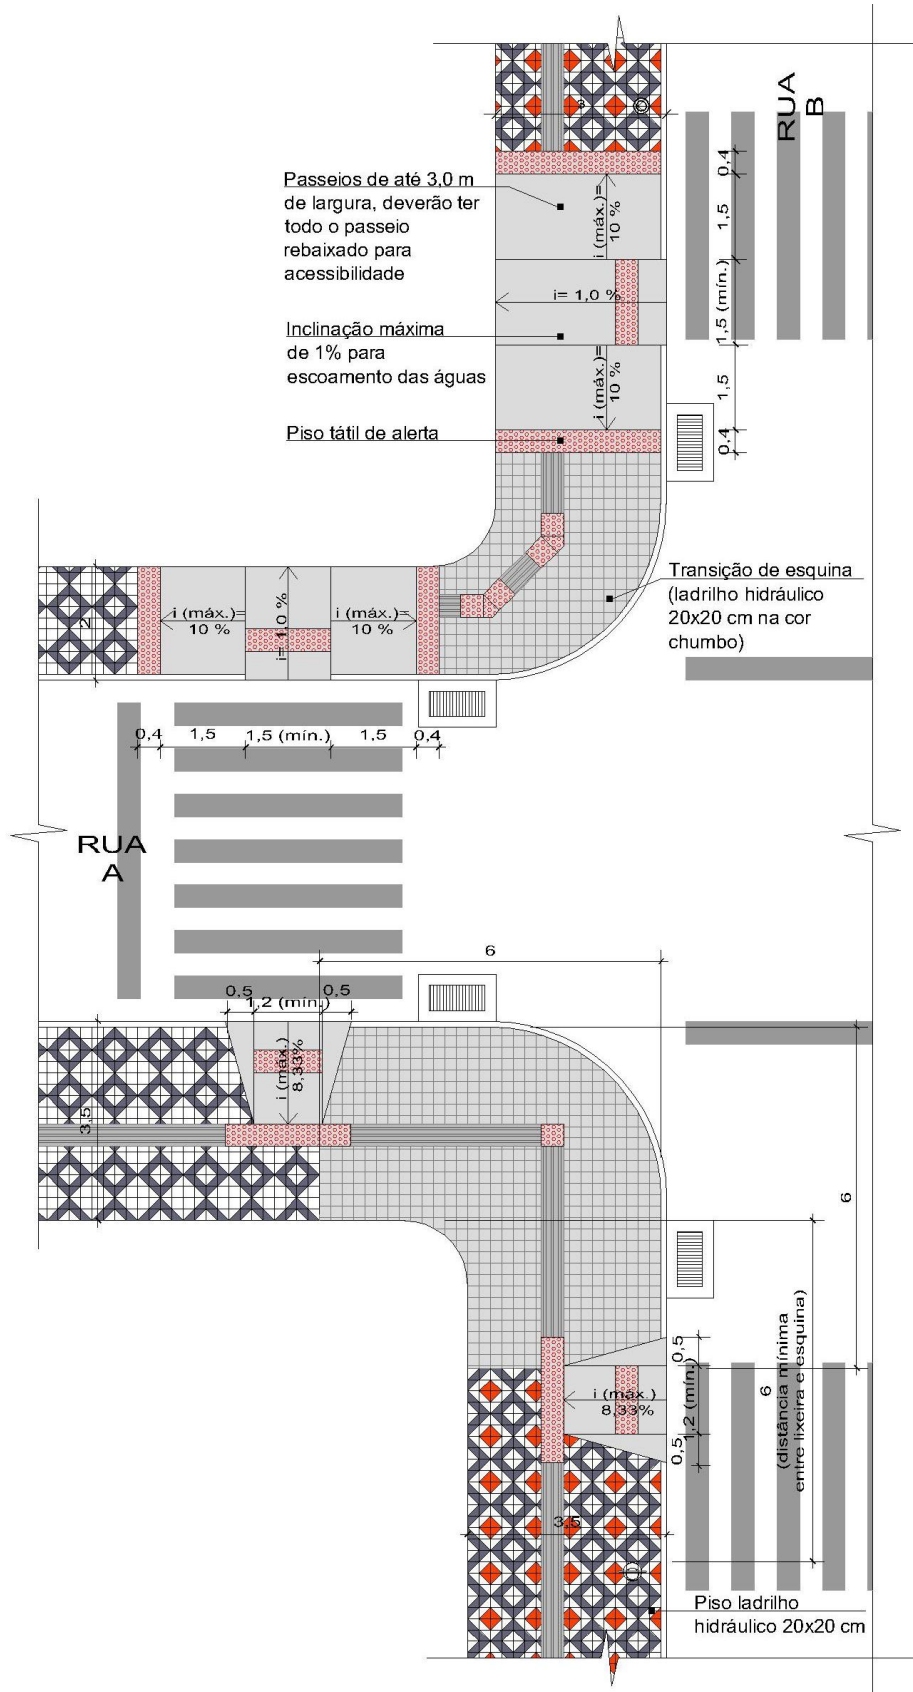 RUA
B
3
Passeios de até 3,0 m
de largura, deverão ter
todo o passeio
rebaixado para
acessibilidade
i (máx.)=
10 %
0,4
1,5
1,5 (mín.)
1,5
0,4
i= 1,0 %
Inclinação máxima
de 1% para
escoamento das águas
i (máx.)=
10 %
Piso tátil de alerta
Transição de esquina
(ladrilho hidráulico
20x20 cm na cor
chumbo)
2
i (máx.)=
10 %
i= 1,0 %
i (máx.)=
10 %
0,4
1,5
1,5 (mín.)
1,5
0,4
RUA
A
6
0,5
1,2 (mín.)
0,5
i (máx.)
8,33%
3,5
6
0,5
1,2 (mín.)
0,5
i (máx.)
8,33%
6
(distância mínima
entre lixeira e esquina)
3,5
Piso ladrilho
hidráulico 20x20 cm